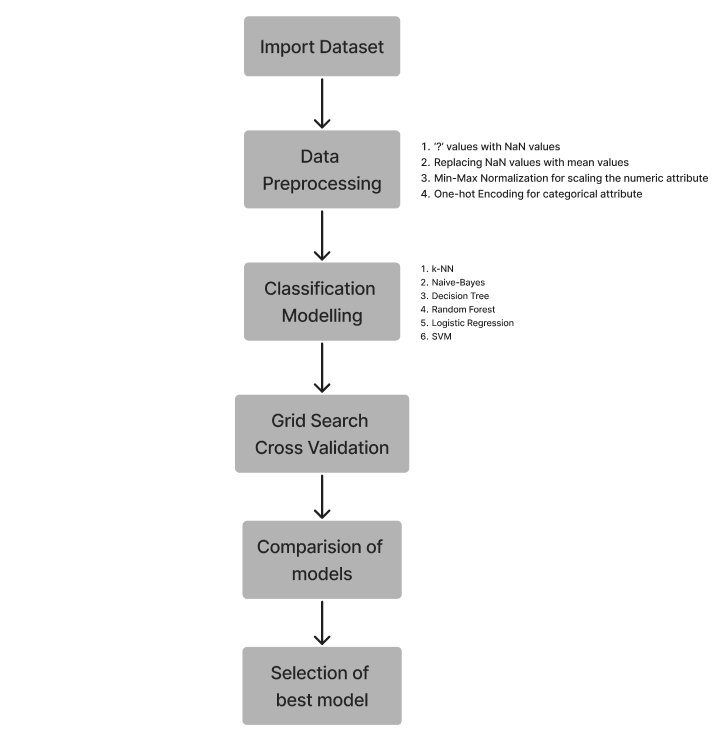 Import Dataset
Data
Preprocessing
1. '?' values with NaN values
2. Replacing NaN values with mean values
3. Min-Max Normalization for scaling the numeric attribute
4. One-hot Encoding for categorical attribute
Classification
Modelling
1. k-NN
2. Naive-Bayes
3. Decision Tree
4. Random Forest
5. Logistic Regression
6. SVM
Grid Search
Cross Validation
Comparision of
models
Selection of
best model